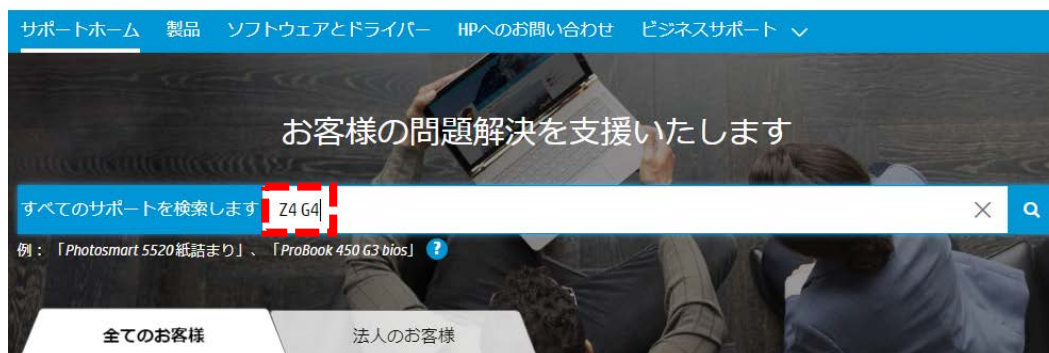 サポートホーム 製品 ソフトウェアとドライバー HPへのお問い合わせ ビジネスサポート
お客様の問題解決を支援いたします
すべてのサポートを検索します Z4 G4
例：「Photosmart 5520 紙詰まり」、「ProBook 450 G3 bios」 ?
全てのお客様 法人のお客様